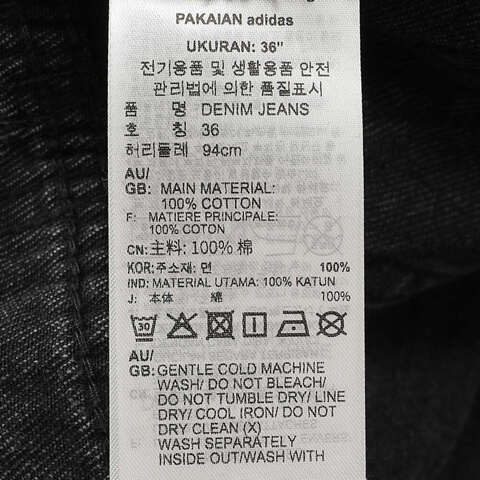 PAKAIAN adidas
UKURAN: 36"
전기용품 및 생활용품 안전
관리법에 의한 품질표시
품 명 DENIM JEANS
호 칭 36
허리둘레 94cm
AU/
GB: MAIN MATERIAL:
100% COTTON
F: MATIERE PRINCIPALE:
100% COTON
CN: 主料: 100% 棉
KOR: 주소재: 면 100%
IND: MATERIAL UTAMA: 100% KATUN
J: 本体 綿 100%
30
AU/
GB: GENTLE COLD MACHINE
WASH/ DO NOT BLEACH/
DO NOT TUMBLE DRY/ LINE
DRY/ COOL IRON/ DO NOT
DRY CLEAN (X)
WASH SEPARATELY
INSIDE OUT/WASH WITH